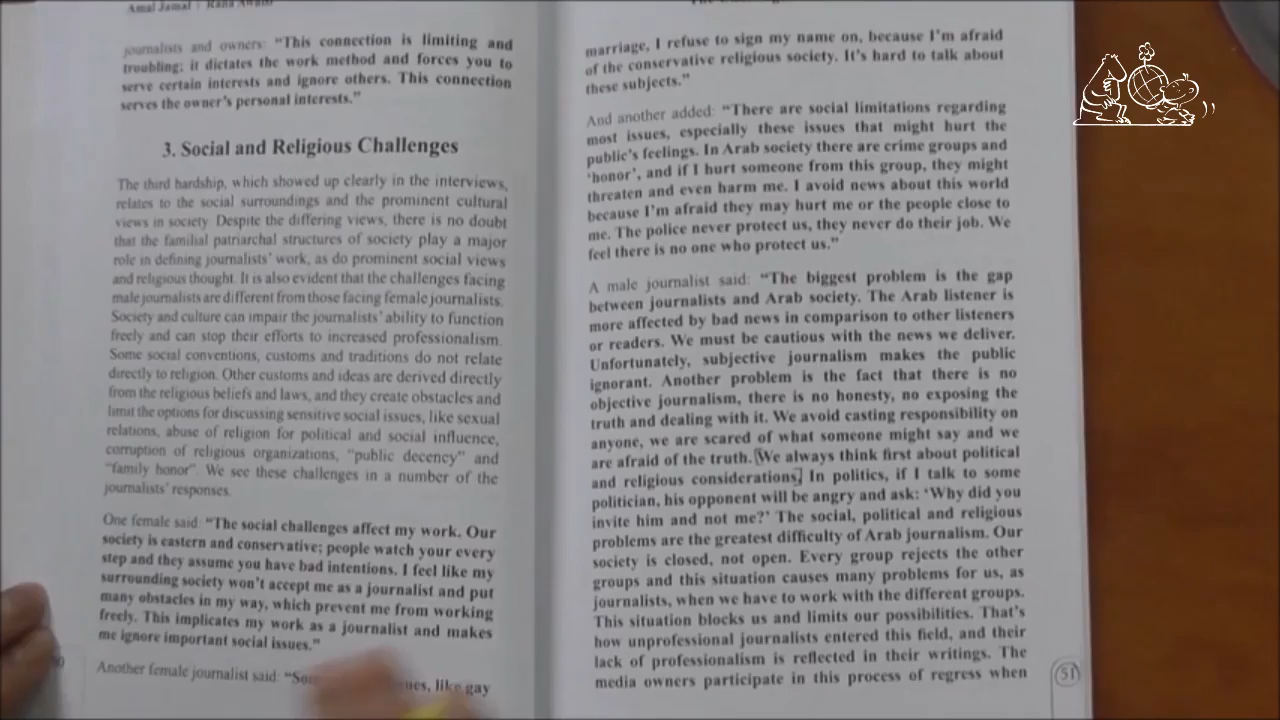 Amal Jamal | Rana Awaisi
journalists and owners: “This connection is limiting and
troubling; it dictates the work method and forces you to
serve certain interests and ignore others. This connection
serves the owner’s personal interests.”
3. Social and Religious Challenges
The third hardship, which showed up clearly in the interviews,
relates to the social surroundings and the prominent cultural
views in society. Despite the differing views, there is no doubt
that the familial patriarchal structures of society play a major
role in defining journalists’ work, as do prominent social views
and religious thought. It is also evident that the challenges facing
male journalists are different from those facing female journalists.
Society and culture can impair the journalists’ ability to function
freely and can stop their efforts to increased professionalism.
Some social conventions, customs and traditions do not relate
directly to religion. Other customs and ideas are derived directly
from the religious beliefs and laws, and they create obstacles and
limit the options for discussing sensitive social issues, like sexual
relations, abuse of religion for political and social influence,
corruption of religious organizations, “public decency” and
“family honor”. We see these challenges in a number of the
journalists’ responses.
One female said: “The social challenges affect my work. Our
society is eastern and conservative; people watch your every
step and they assume you have bad intentions. I feel like my
surrounding society won’t accept me as a journalist and put
many obstacles in my way, which prevent me from working
freely. This implicates my work as a journalist and makes
me ignore important social issues.”
Another female journalist said: like gay
marriage, I refuse to sign my name on, because I’m afraid
of the conservative religious society. It’s hard to talk about
these subjects.”
And another added: “There are social limitations regarding
most issues, especially these issues that might hurt the
public’s feelings. In Arab society there are crime groups and
‘honor’, and if I hurt someone from this group, they might
threaten and even harm me. I avoid news about this world
because I’m afraid they may hurt me or the people close to
me. The police never protect us, they never do their job. We
feel there is no one who protect us.”
A male journalist said: “The biggest problem is the gap
between journalists and Arab society. The Arab listener is
more affected by bad news in comparison to other listeners
or readers. We must be cautious with the news we deliver.
Unfortunately, subjective journalism makes the public
ignorant. Another problem is the fact that there is no
objective journalism, there is no honesty, no exposing the
truth and dealing with it. We avoid casting responsibility on
anyone, we are scared of what someone might say and we
are afraid of the truth. [We always think first about political
and religious considerations.] In politics, if I talk to some
politician, his opponent will be angry and ask: ‘Why did you
invite him and not me?’ The social, political and religious
problems are the greatest difficulty of Arab journalism. Our
society is closed, not open. Every group rejects the other
groups and this situation causes many problems for us, as
journalists, when we have to work with the different groups.
This situation blocks us and limits our possibilities. That’s
how unprofessional journalists entered this field, and their
lack of professionalism is reflected in their writings. The
media owners participate in this process of regress when
51